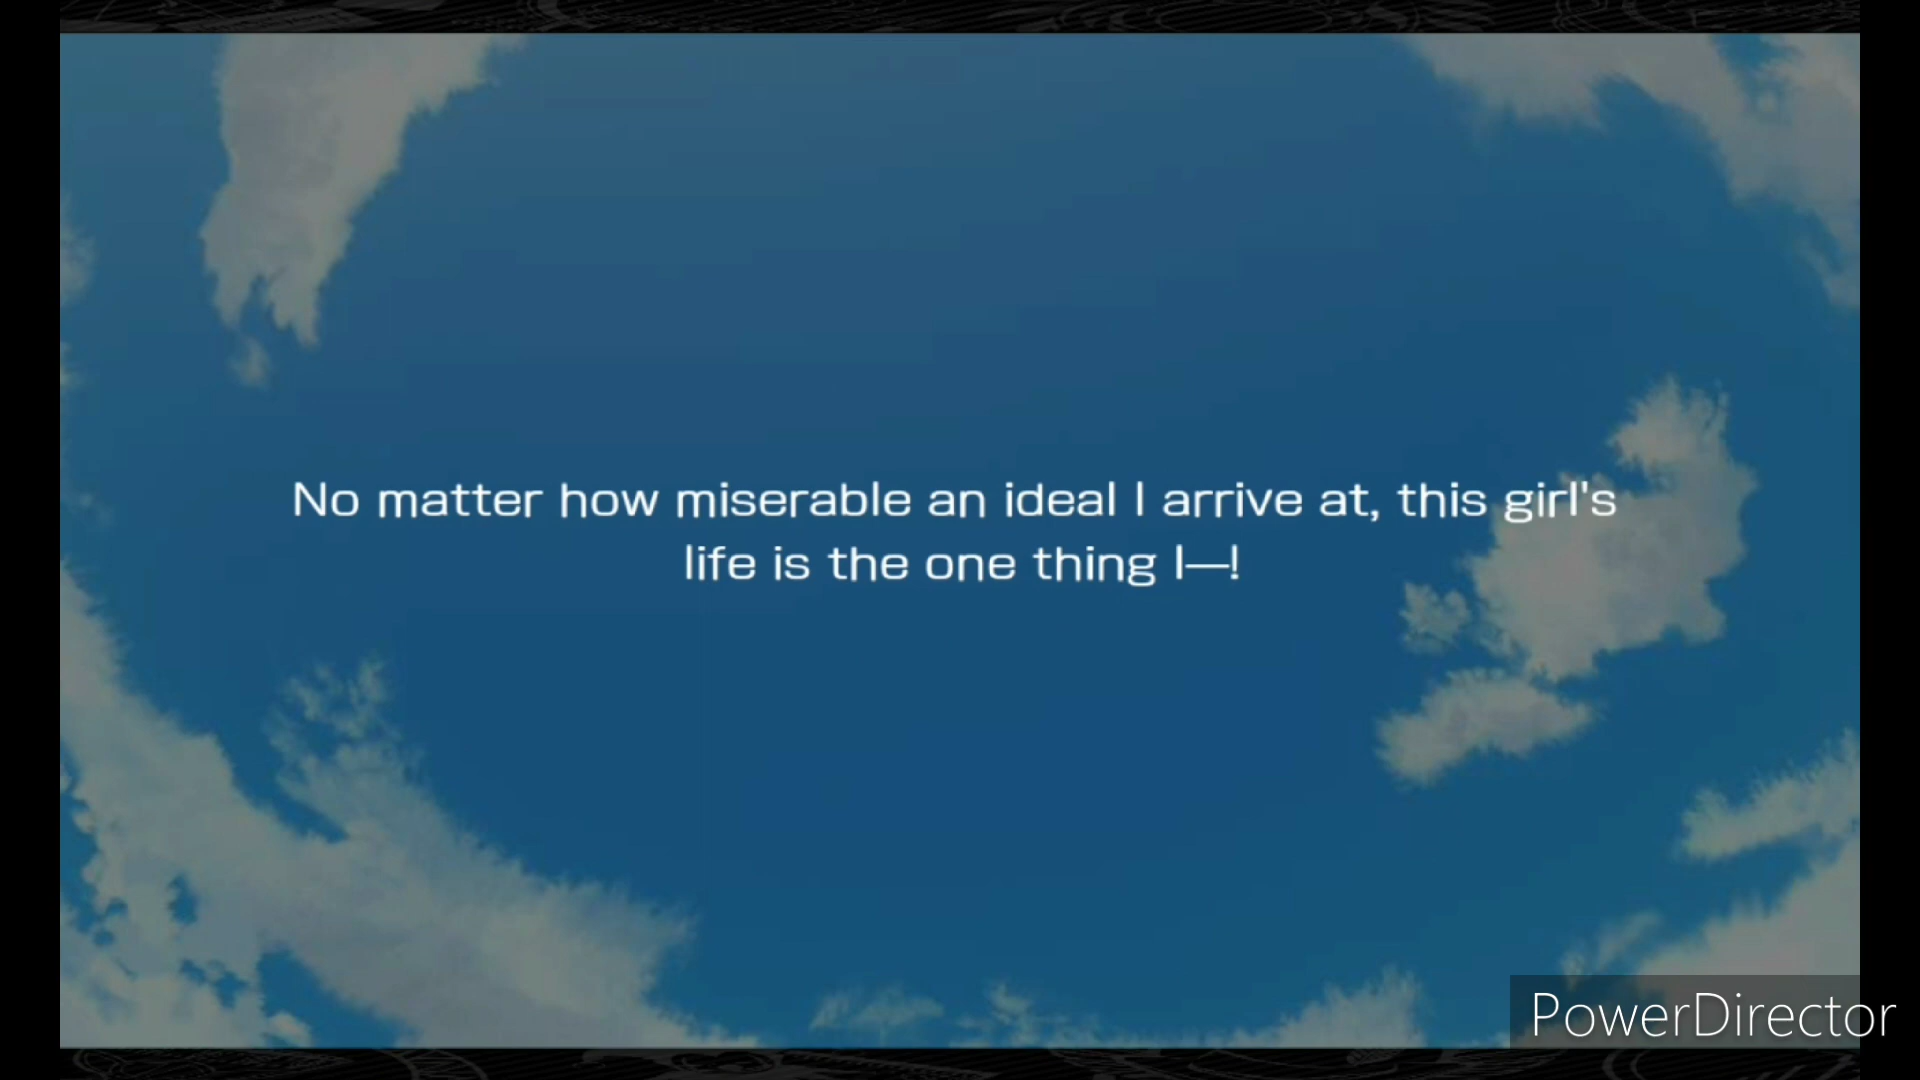 No matter how miserable an ideal I arrive at, this girl's
life is the one thing I—!
PowerDirector